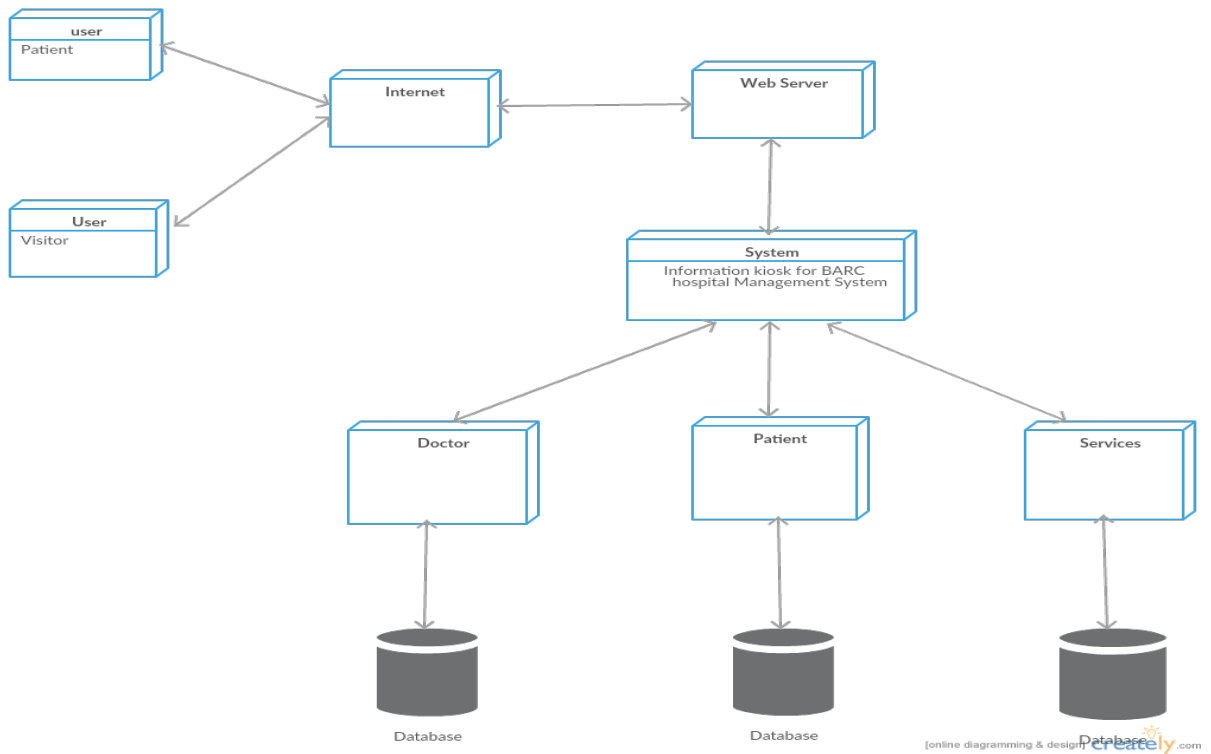 user
Patient
Internet
Web Server
User
Visitor
System
Information kiosk for BARC
hospital Management System
Doctor
Patient
Services
Database
Database
Database
[online diagramming & design] creately.com